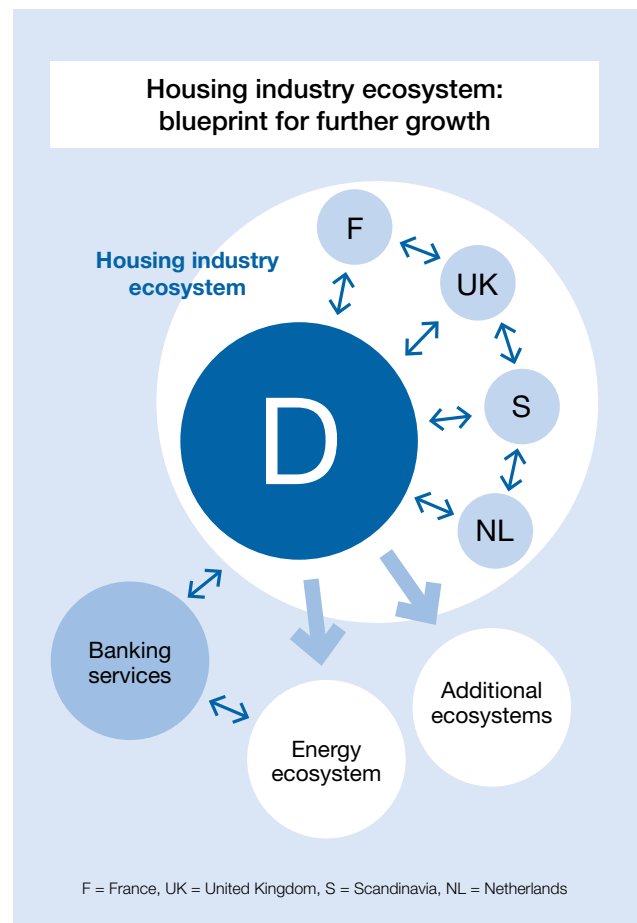 Housing industry ecosystem:
blueprint for further growth
Housing industry
ecosystem
F
UK
D
S
NL
Banking
services
Additional
ecosystems
Energy
ecosystem
F = France, UK = United Kingdom, S = Scandinavia, NL = Netherlands